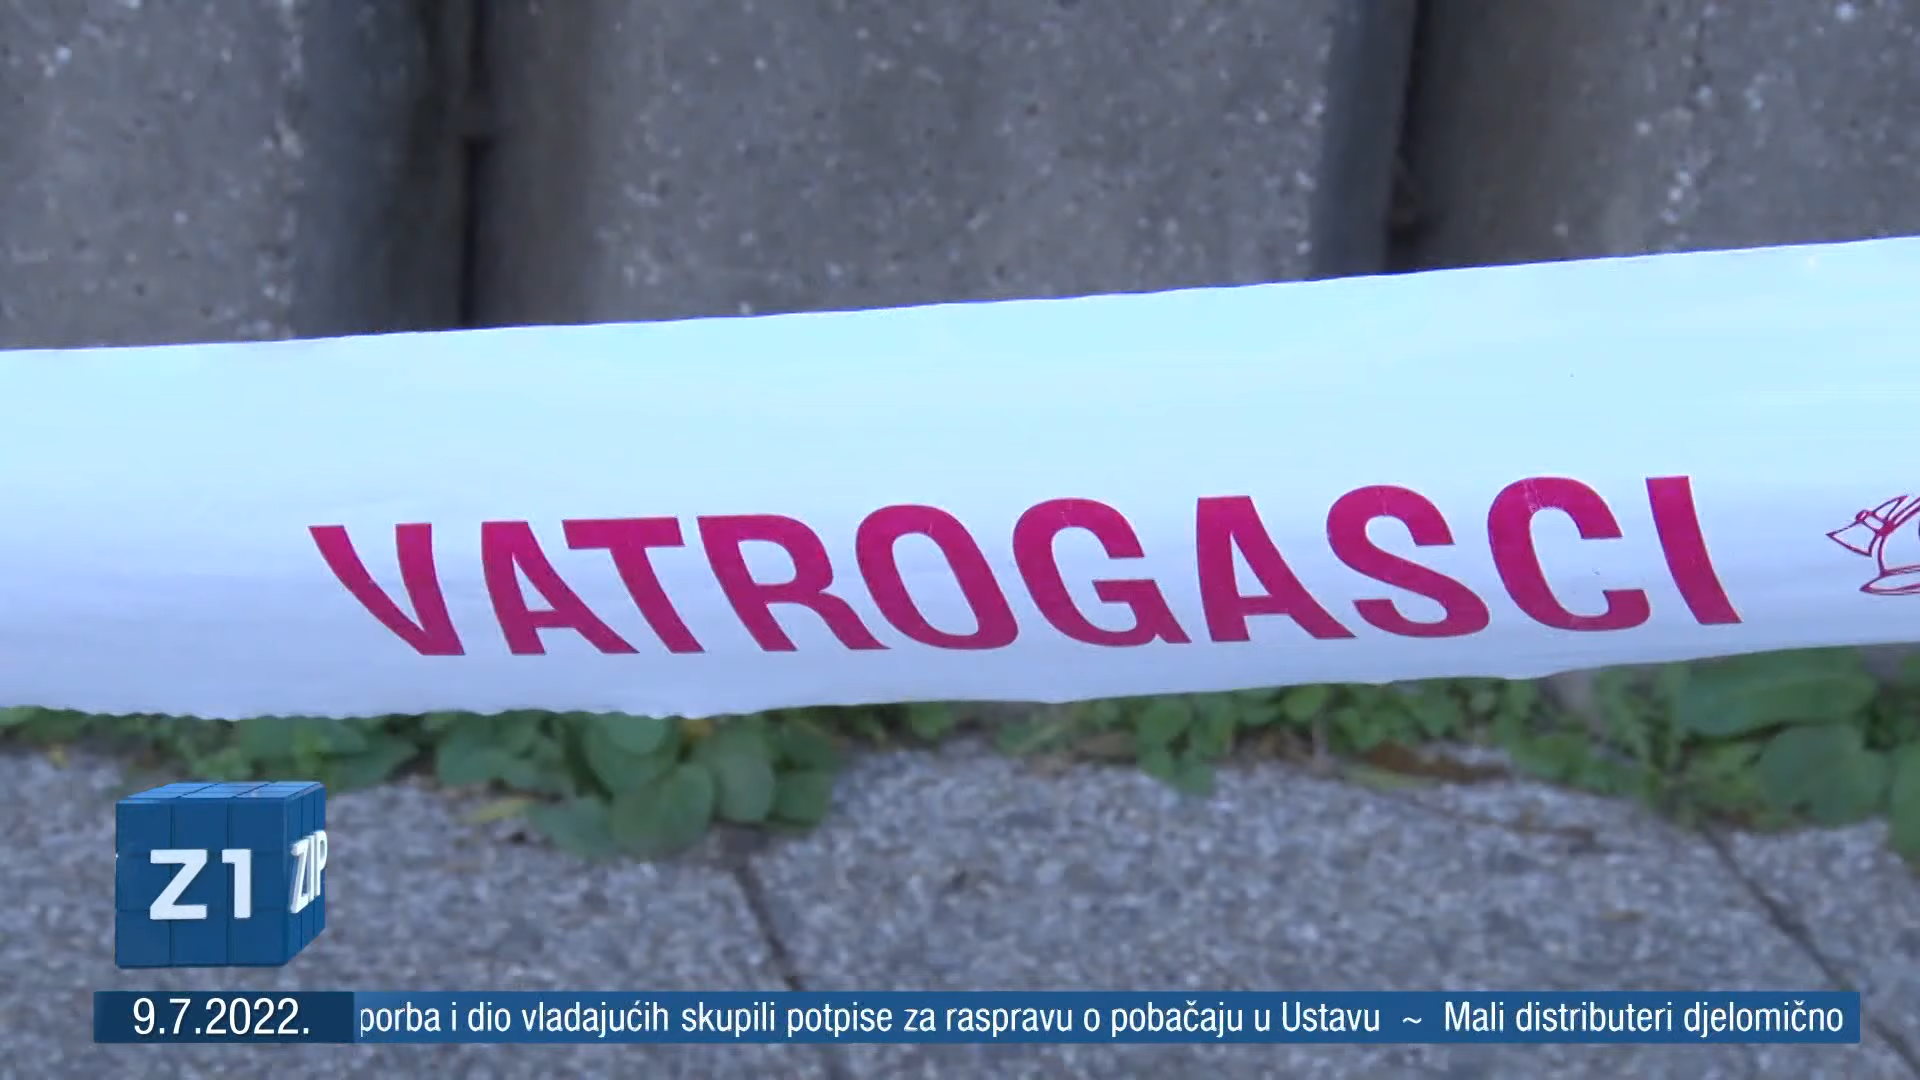 VATROGASCI
Z1
ZIP
9.7.2022.
porba i dio vladajućih skupili potpise za raspravu o pobačaju u Ustavu ~ Mali distributeri djelomično